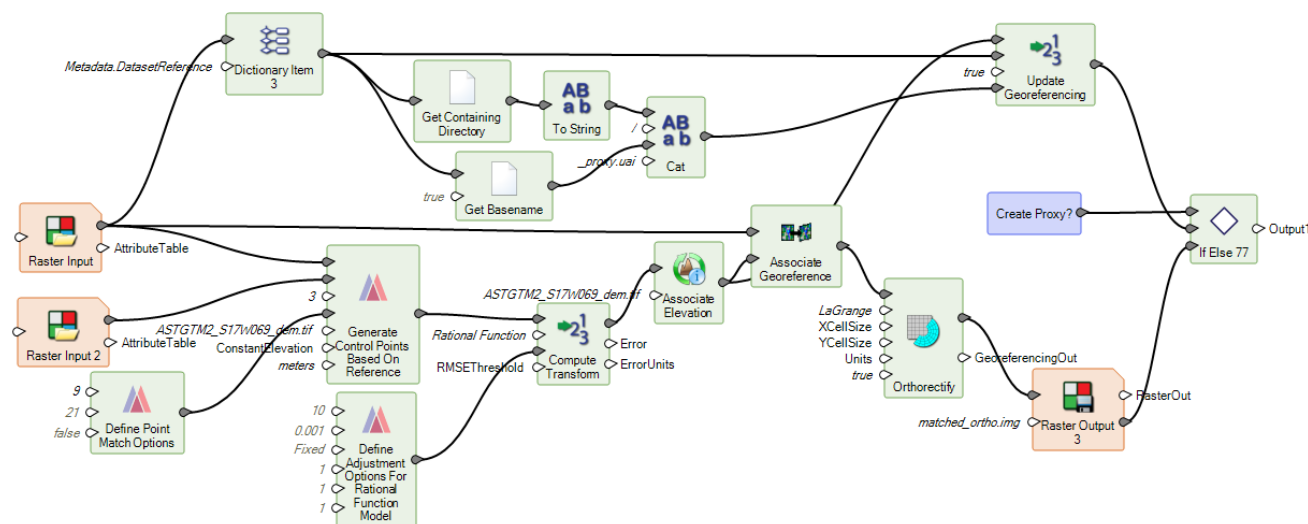 Metadata.DatasetReference
Dictionary Item
3
Get Containing
Directory
AB
a b
To String
/
_proxy.uai
AB
a b
Cat
true
Get Basename
true
Update
Georeferencing
Create Proxy?
If Else 77
Output1
Raster Input
AttributeTable
Raster Input 2
AttributeTable
3
ASTGTM2_S17W069_dem.tif
ConstantElevation
meters
Generate
Control Points
Based On
Reference
9
21
false
Define Point
Match Options
10
0.001
Fixed
1
1
1
Define
Adjustment
Options For
Rational
Function
Model
Rational Function
RMSEThreshold
Compute
Transform
Error
ErrorUnits
ASTGTM2_S17W069_dem.tif
Associate
Elevation
Associate
Georeference
LaGrange
XCellSize
YCellSize
Units
true
Orthorectify
GeoreferencingOut
matched_ortho.img
Raster Output
3
RasterOut